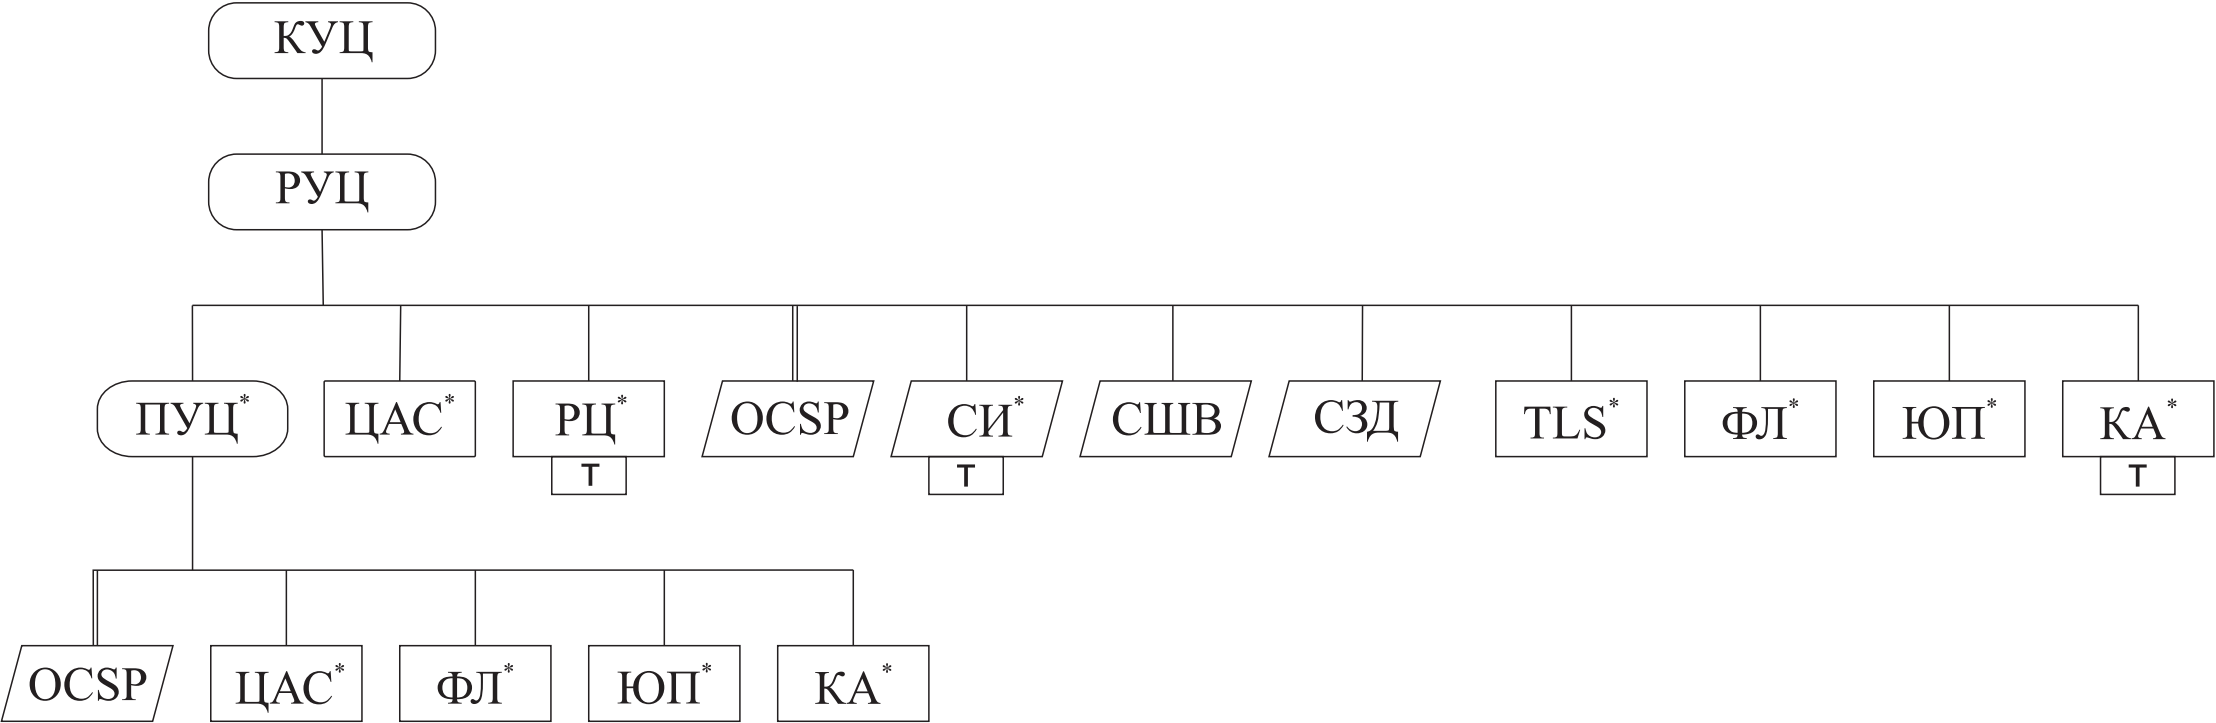 КУЦ
РУЦ
ПУЦ* ЦАС* РЦ* OCSP СИ* СШВ СЗД TLS* ФЛ* ЮП* КА*
Т Т Т
OCSP ЦАС* ФЛ* ЮП* КА*